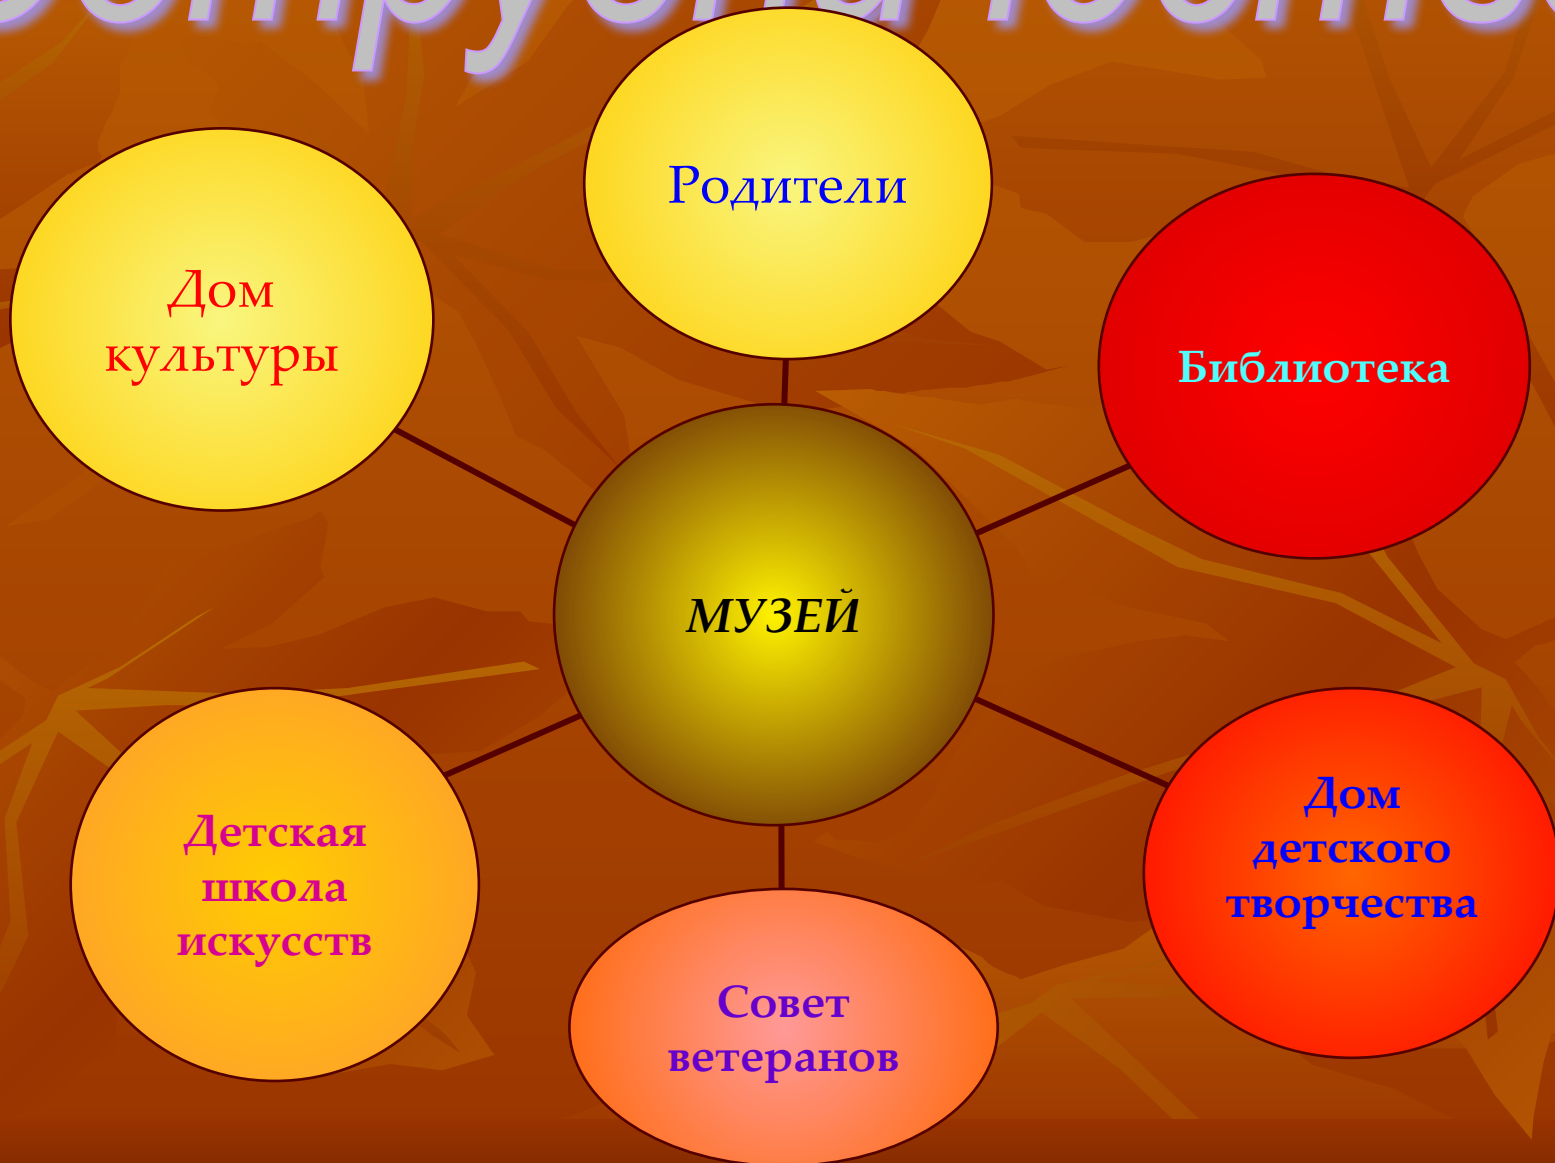 Родители
Дом
культуры
Библиотека
МУЗЕЙ
Дом
детского
творчества
Детская
школа
искусств
Совет
ветеранов